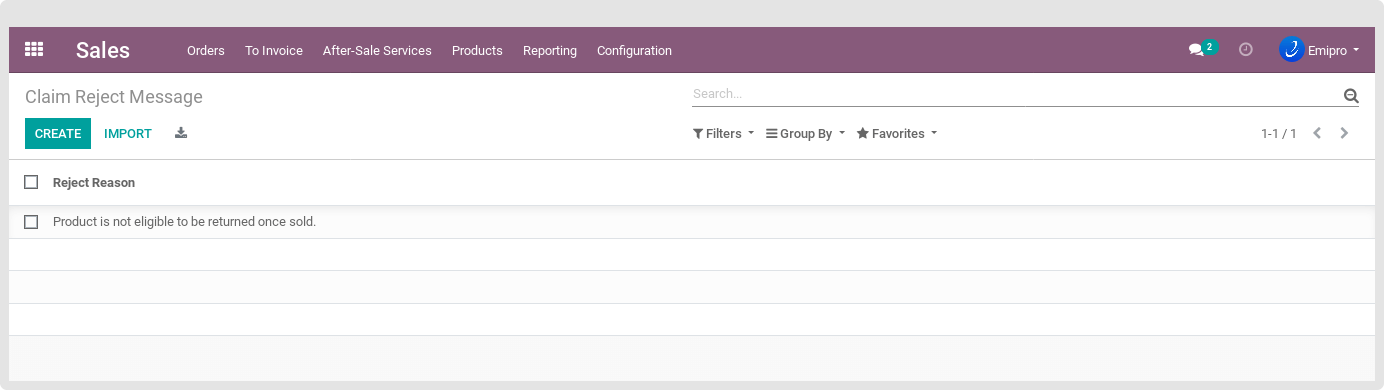 Sales Orders To Invoice After-Sale Services Products Reporting Configuration 2 Emipro
Claim Reject Message Search...
CREATE IMPORT Filters Group By Favorites 1-1 / 1
Reject Reason
Product is not eligible to be returned once sold.